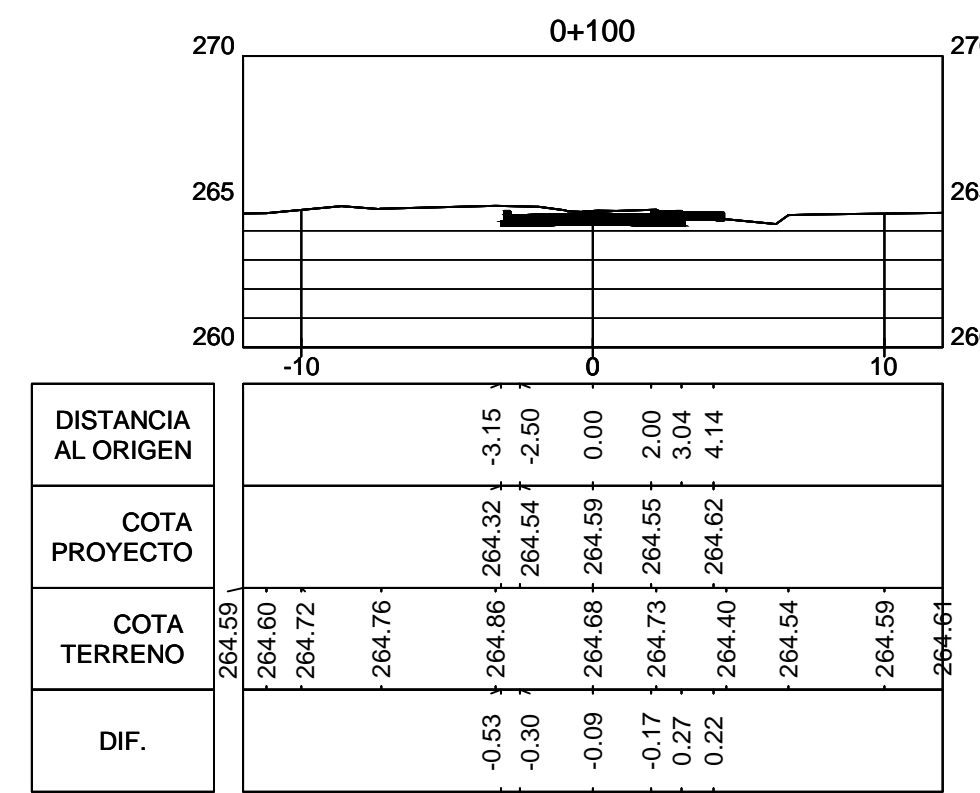 0+100
270
265
260
-10 0 10
DISTANCIA
AL ORIGEN
-3.15 -2.50 0.00 2.00 3.04 4.14
COTA
PROYECTO
264.32 264.54 264.59 264.55 264.62
COTA
TERRENO
264.59 264.60 264.72 264.76 264.86 264.68 264.73 264.40 264.54 264.59 264.61
DIF.
-0.53 -0.30 -0.09 -0.17 0.27 0.22